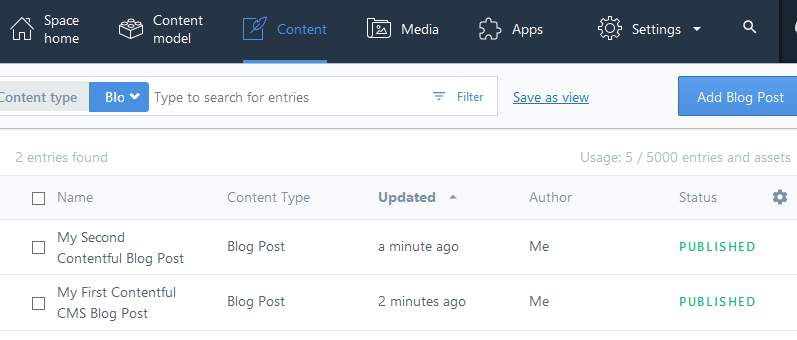 Space home
Content model
Content
Media
Apps
Settings
Content type
Blo
Type to search for entries
Filter
Save as view
Add Blog Post
2 entries found
Usage: 5 / 5000 entries and assets
Name Content Type Updated Author Status
My Second
Contentful Blog Post
Blog Post a minute ago Me PUBLISHED
My First Contentful
CMS Blog Post
Blog Post 2 minutes ago Me PUBLISHED